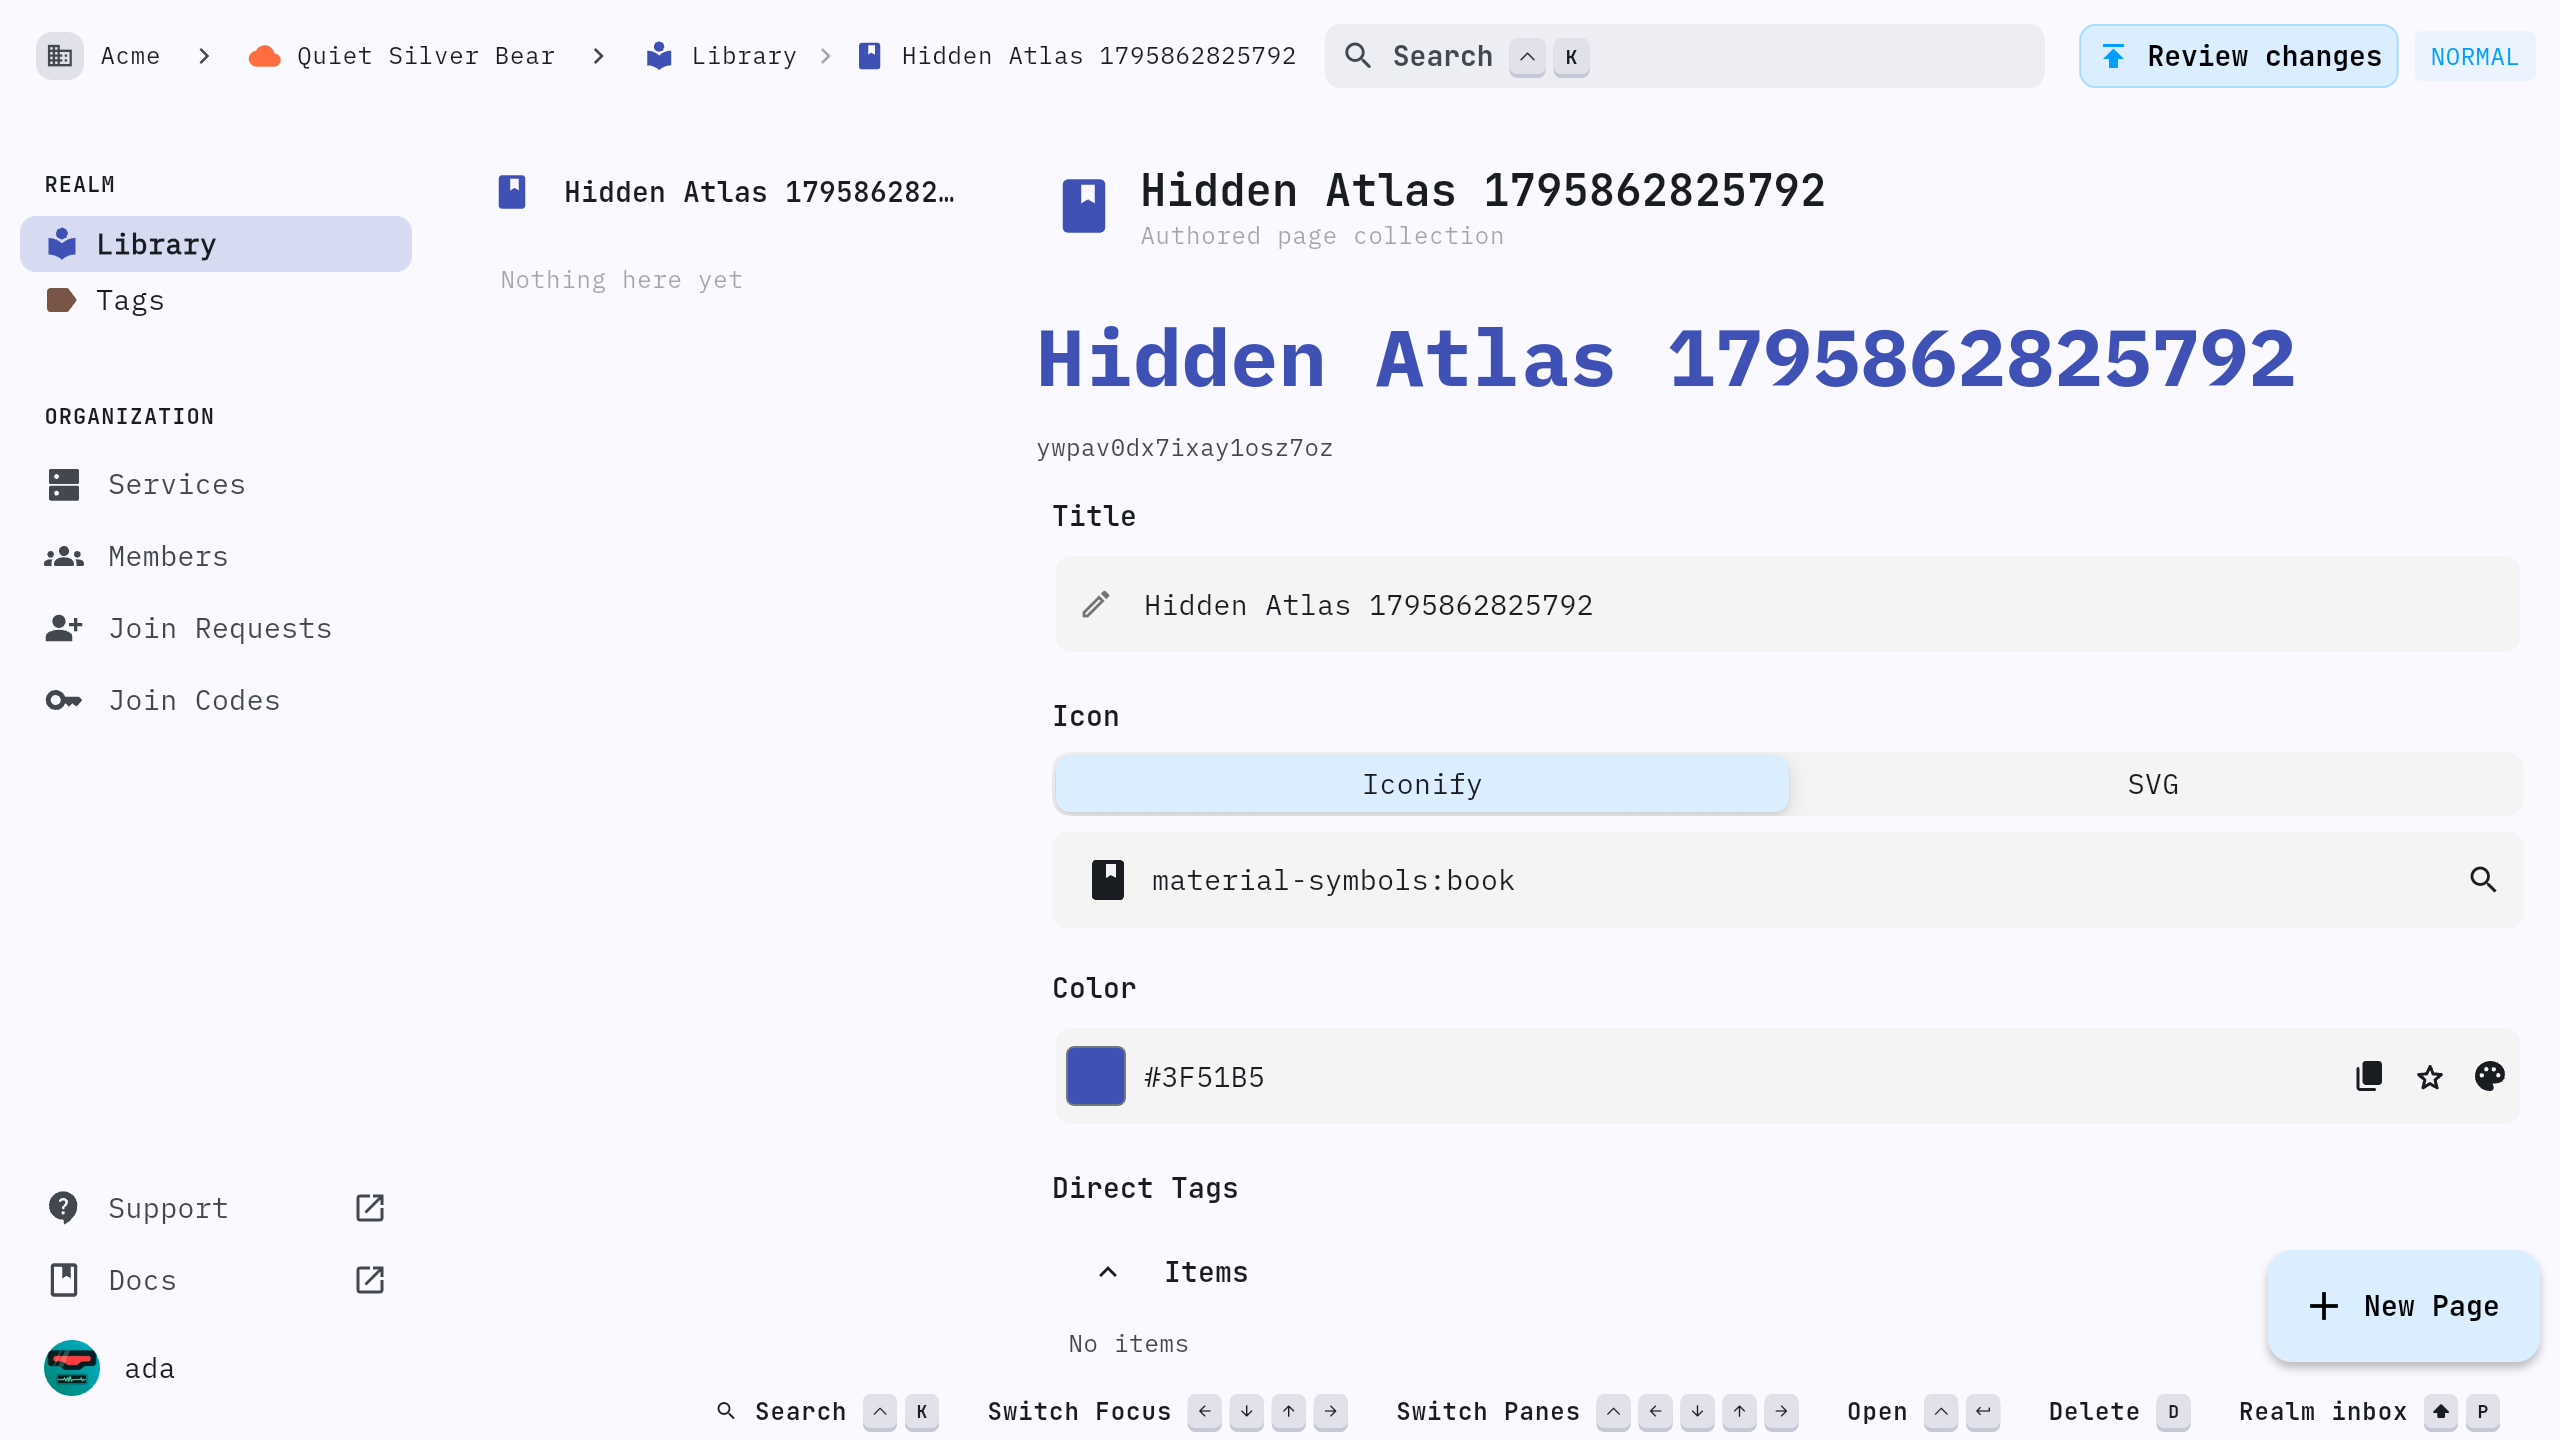 Acme
Quiet Silver Bear
Library
Hidden Atlas 1795862825792
Search
K
Review changes
NORMAL
REALM
Library
Tags
ORGANIZATION
Services
Members
Join Requests
Join Codes
Support
Docs
ada
Hidden Atlas 179586282…
Nothing here yet
Hidden Atlas 1795862825792
Authored page collection
Hidden Atlas 1795862825792
ywpav0dx7ixay1osz7oz
Title
Hidden Atlas 1795862825792
Icon
Iconify
SVG
material-symbols:book
Color
#3F51B5
Direct Tags
Items
No items
New Page
Search K
Switch Focus ← ↓ ↑ →
Switch Panes ← ↓ ↑ →
Open
Delete D
Realm inbox P